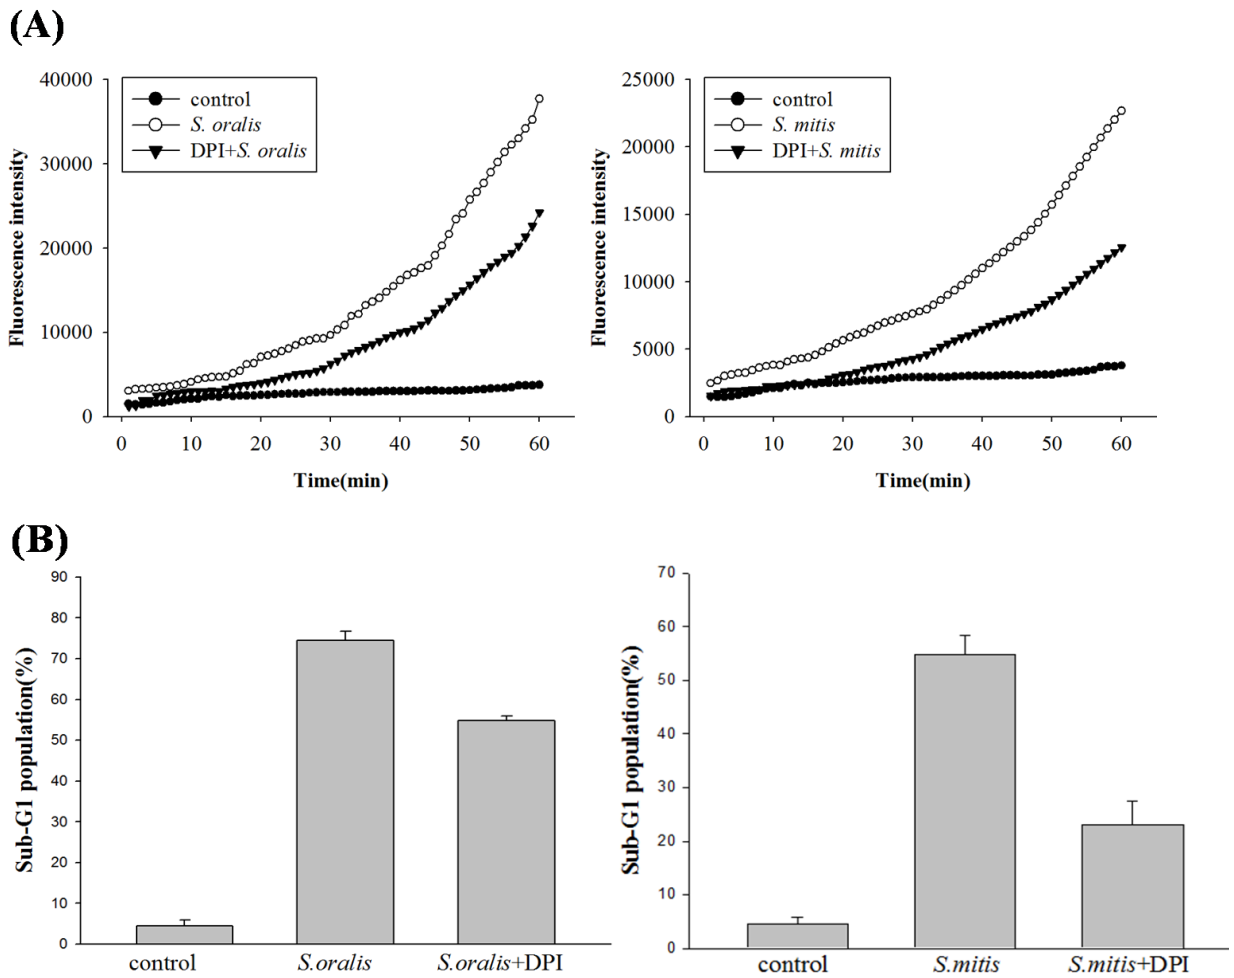 (A)
40000
30000
20000
10000
0
Fluorescence intensity
control
S. oralis
DPI+S. oralis
0 10 20 30 40 50 60
Time(min)
25000
20000
15000
10000
5000
0
Fluorescence intensity
control
S. mitis
DPI+S. mitis
0 10 20 30 40 50 60
Time(min)
(B)
90
80
70
60
50
40
30
20
10
0
Sub-G1 population(%)
control S.oralis S.oralis+DPI
70
60
50
40
30
20
10
0
Sub-G1 population(%)
control S.mitis S.mitis+DPI